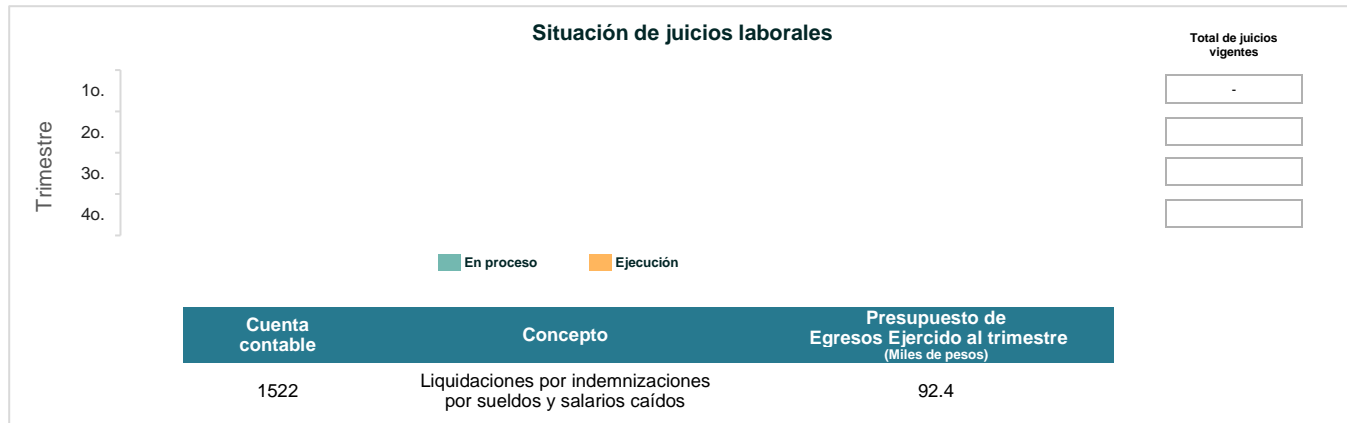 Situación de juicios laborales
Total de juicios
vigentes
Trimestre
1o.
-
2o.
3o.
4o.
En proceso
Ejecución
Cuenta
contable
Concepto
Presupuesto de
Egresos Ejercido al trimestre
(Miles de pesos)
1522
Liquidaciones por indemnizaciones
por sueldos y salarios caídos
92.4